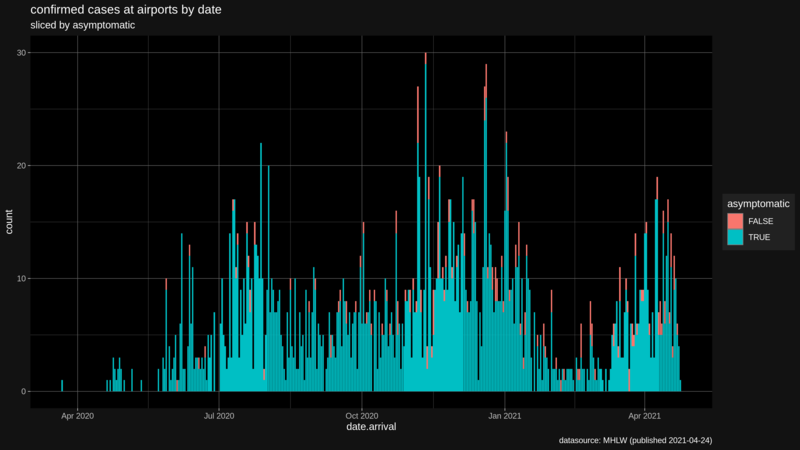 confirmed cases at airports by date
sliced by asymptomatic
30
20
10
0
count
Apr 2020
Jul 2020
Oct 2020
Jan 2021
Apr 2021
date.arrival
asymptomatic
FALSE
TRUE
datasource: MHLW (published 2021-04-24)